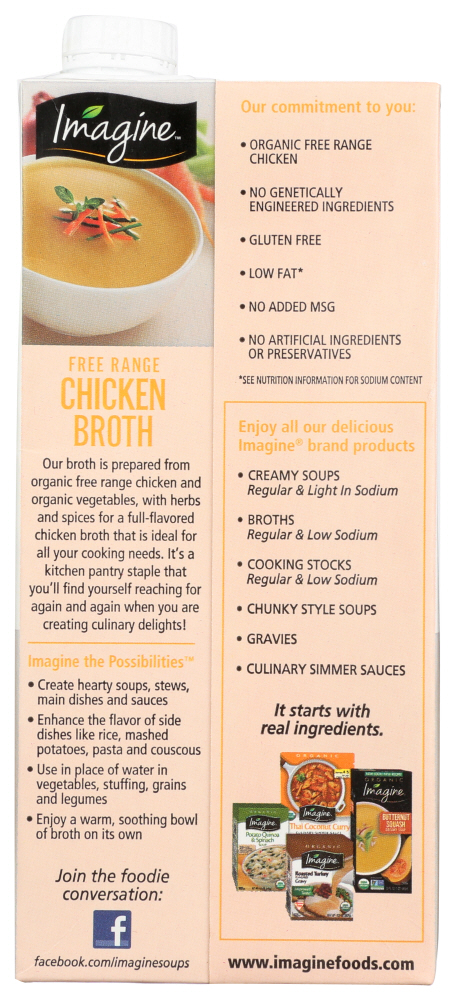 Imagine™
FREE RANGE
CHICKEN
BROTH
Our broth is prepared from
organic free range chicken and
organic vegetables, with herbs
and spices for a full-flavored
chicken broth that is ideal for
all your cooking needs. It's a
kitchen pantry staple that
you'll find yourself reaching for
again and again when you are
creating culinary delights!
Imagine the Possibilities™
• Create hearty soups, stews,
main dishes and sauces
• Enhance the flavor of side
dishes like rice, mashed
potatoes, pasta and couscous
• Use in place of water in
vegetables, stuffing, grains
and legumes
• Enjoy a warm, soothing bowl
of broth on its own
Join the foodie
conversation:
f
facebook.com/imaginesoups
Our commitment to you:
• ORGANIC FREE RANGE
CHICKEN
• NO GENETICALLY
ENGINEERED INGREDIENTS
• GLUTEN FREE
• LOW FAT*
• NO ADDED MSG
• NO ARTIFICIAL INGREDIENTS
OR PRESERVATIVES
*SEE NUTRITION INFORMATION FOR SODIUM CONTENT
Enjoy all our delicious
Imagine® brand products
• CREAMY SOUPS
Regular & Light In Sodium
• BROTHS
Regular & Low Sodium
• COOKING STOCKS
Regular & Low Sodium
• CHUNKY STYLE SOUPS
• GRAVIES
• CULINARY SIMMER SAUCES
It starts with
real ingredients.
ORGANIC
Imagine
Thai Coconut Curry
ORGANIC
Imagine
BUTTERNUT
SQUASH
ORGANIC
Imagine
Potato Quinoa
& Spinach
ORGANIC
Imagine
Roasted Turkey
Gravy
www.imaginefoods.com